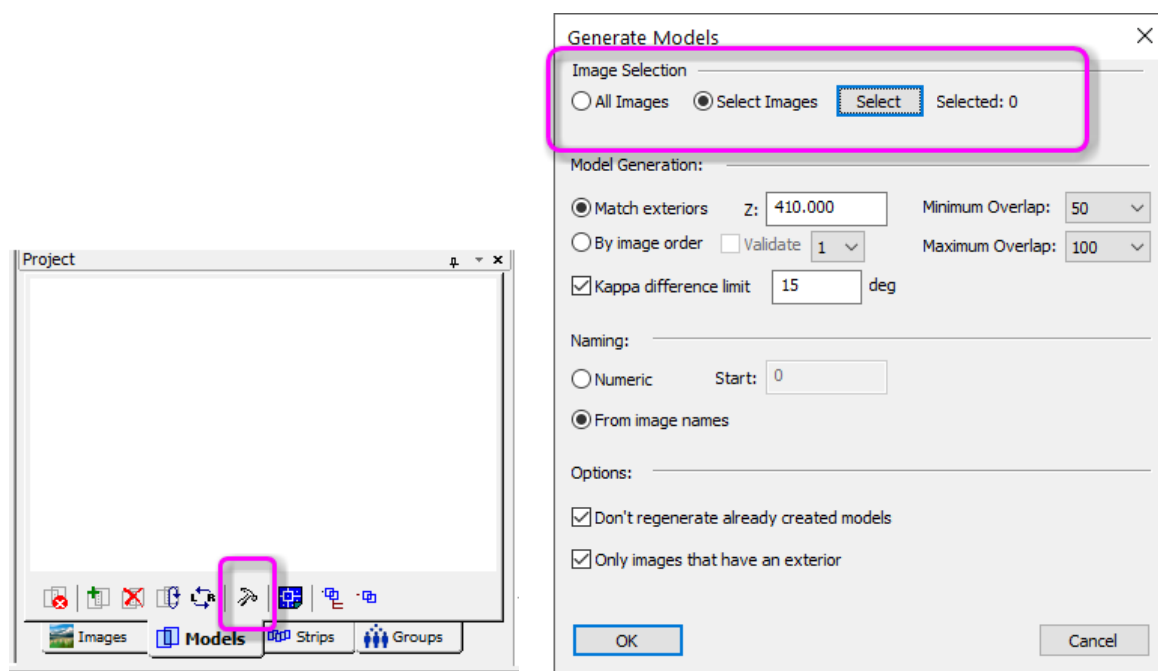 Project
Images
Models
Strips
Groups
Generate Models
Image Selection
All Images Select Images Select Selected: 0
Model Generation:
Match exteriors Z: 410.000 Minimum Overlap: 50
By image order Validate 1 Maximum Overlap: 100
Kappa difference limit 15 deg
Naming:
Numeric Start: 0
From image names
Options:
Don't regenerate already created models
Only images that have an exterior
OK Cancel